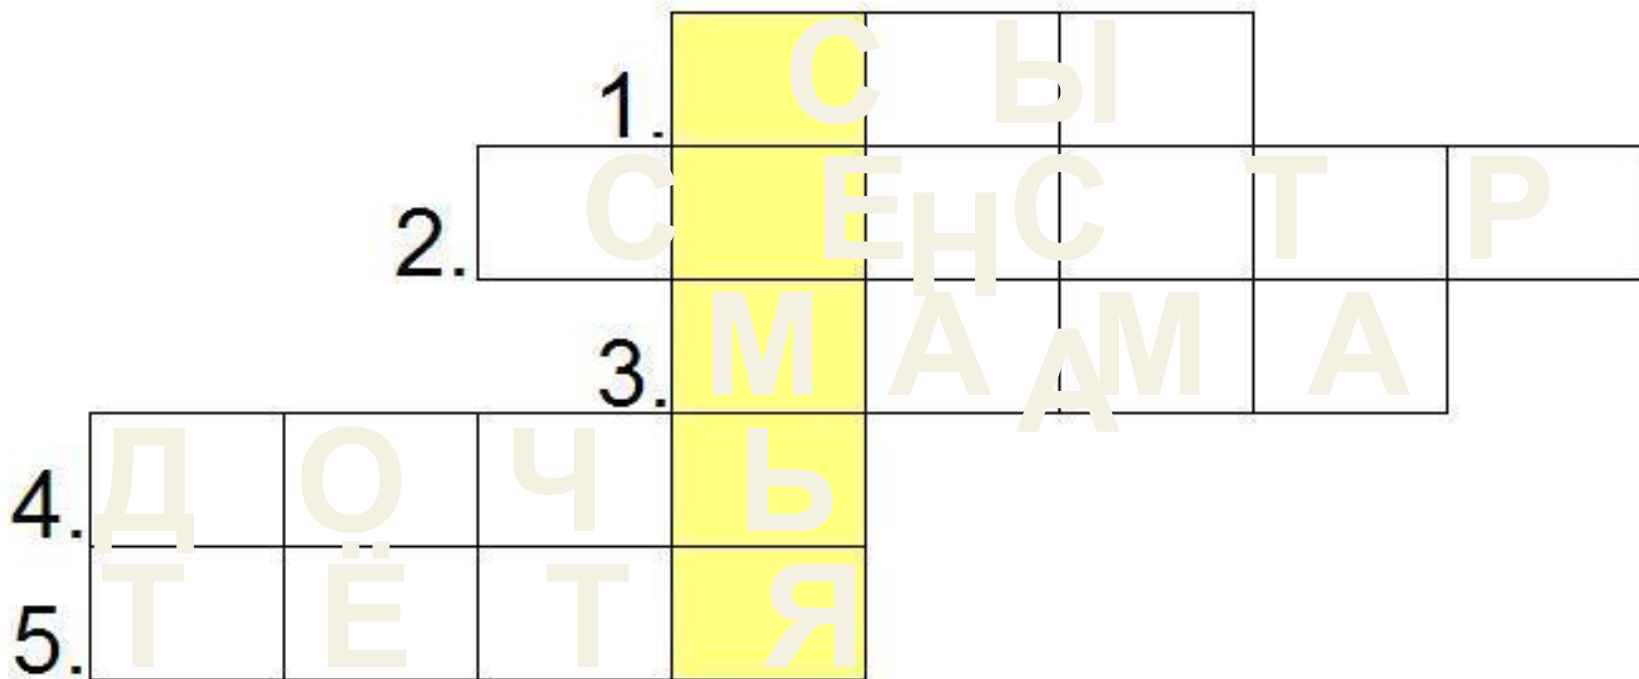 1. С Ы
Н
2. С Е С Т Р
А
3. М А М А
4. Д О Ч Ь
5. Т Ё Т Я